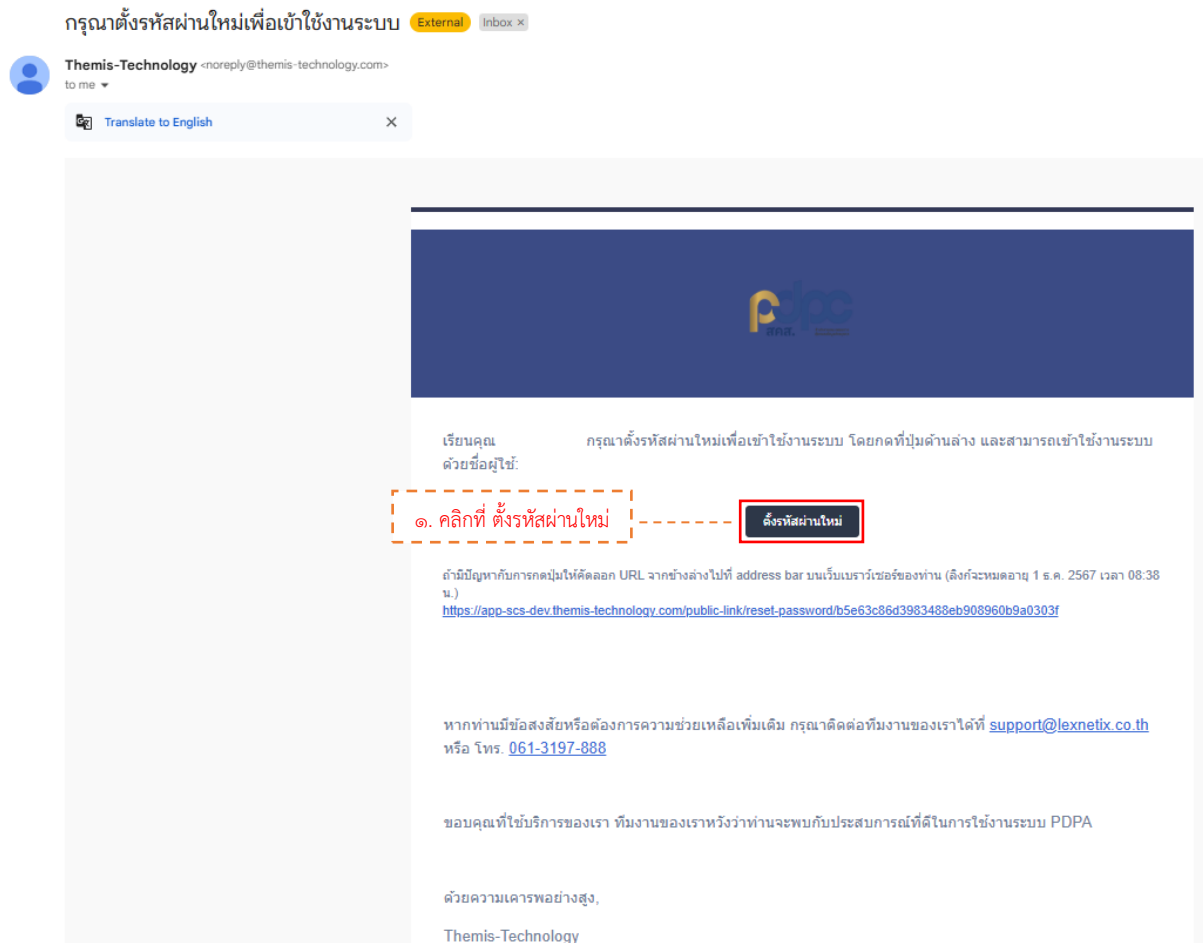 กรุณาตั้งรหัสผ่านใหม่เพื่อเข้าใช้งานระบบ External Inbox ×
Themis-Technology <noreply@themis-technology.com>
to me
Translate to English ×
pdpc
สคส.
เรียนคุณ กรุณาตั้งรหัสผ่านใหม่เพื่อเข้าใช้งานระบบ โดยกดที่ปุ่มด้านล่าง และสามารถเข้าใช้งานระบบ
ด้วยชื่อผู้ใช้:
๑. คลิกที่ ตั้งรหัสผ่านใหม่ ตั้งรหัสผ่านใหม่
ถ้ามีปัญหากับการกดปุ่มให้คัดลอก URL จากข้างล่างไปที่ address bar บนเว็บเบราว์เซอร์ของท่าน (ลิงก์จะหมดอายุ 1 ธ.ค. 2567 เวลา 08:38
น.)
https://app-scs-dev.themis-technology.com/public-link/reset-password/b5e63c86d3983488eb908960b9a0303f
หากท่านมีข้อสงสัยหรือต้องการความช่วยเหลือเพิ่มเติม กรุณาติดต่อทีมงานของเราได้ที่ support@lexnetix.co.th
หรือ โทร. 061-3197-888
ขอบคุณที่ใช้บริการของเรา ทีมงานของเราหวังว่าท่านจะพบกับประสบการณ์ที่ดีในการใช้งานระบบ PDPA
ด้วยความเคารพอย่างสูง,
Themis-Technology